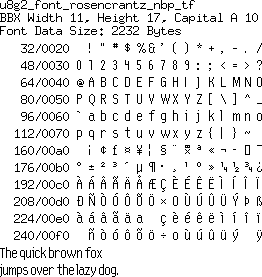 u8g2_font_rosencrantz_nbp_tf
BBX Width 11, Height 17, Capital A 10
Font Data Size: 2232 Bytes
32/0020 ! " # $ % & ' ( ) * + , - . /
48/0030 0 1 2 3 4 5 6 7 8 9 : ; < = > ?
64/0040 @ A B C D E F G H I J K L M N O
80/0050 P Q R S T U V W X Y Z [ \ ] ^ _
96/0060 ` a b c d e f g h i j k l m n o
112/0070 p q r s t u v w x y z { | } ~
160/00a0 ¡ ¢ £ ¤ ¥ ¦ § ¨ ª « ¬ - ¯
176/00b0 ° ± ² ³ ´ µ ¶ · ¸ ¹ º » ¼ ½ ¾ ¿
192/00c0 À Á Â Ã Ä Å Æ Ç È É Ê Ë Ì Í Î Ï
208/00d0 Ð Ñ Ò Ó Ô Õ Ö × Ø Ù Ú Û Ü Ý Þ ß
224/00e0 à á â ã ä å ç è é ê ë ì í î ï
240/00f0 ñ ò ó ô õ ö ÷ ø ù ú û ü ý ÿ
The quick brown fox
jumps over the lazy dog.